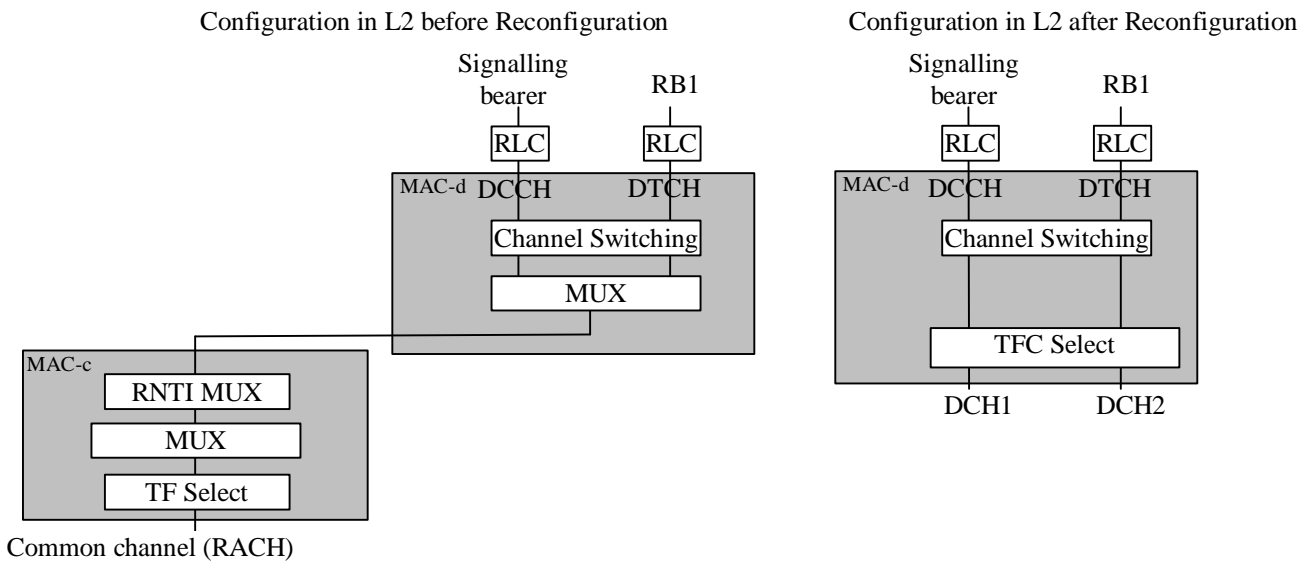 Configuration in L2 before Reconfiguration
Signalling
bearer
RB1
RLC
RLC
MAC-d
DCCH
DTCH
Channel Switching
MUX
MAC-c
RNTI MUX
MUX
TF Select
Common channel (RACH)
Configuration in L2 after Reconfiguration
Signalling
bearer
RB1
RLC
RLC
MAC-d
DCCH
DTCH
Channel Switching
TFC Select
DCH1
DCH2